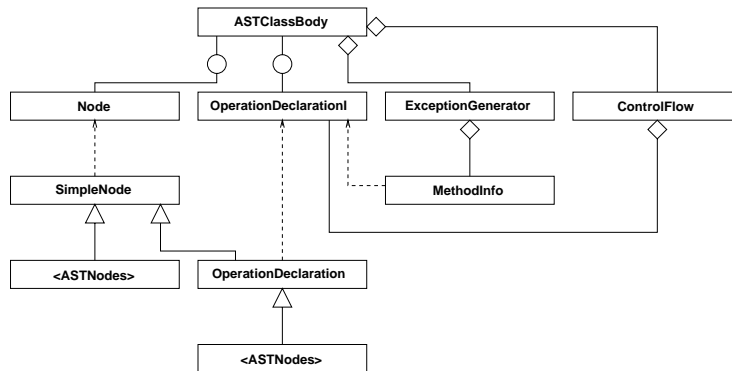 ASTClassBody
Node
OperationDeclarationI
ExceptionGenerator
ControlFlow
SimpleNode
MethodInfo
<ASTNodes>
OperationDeclaration
<ASTNodes>